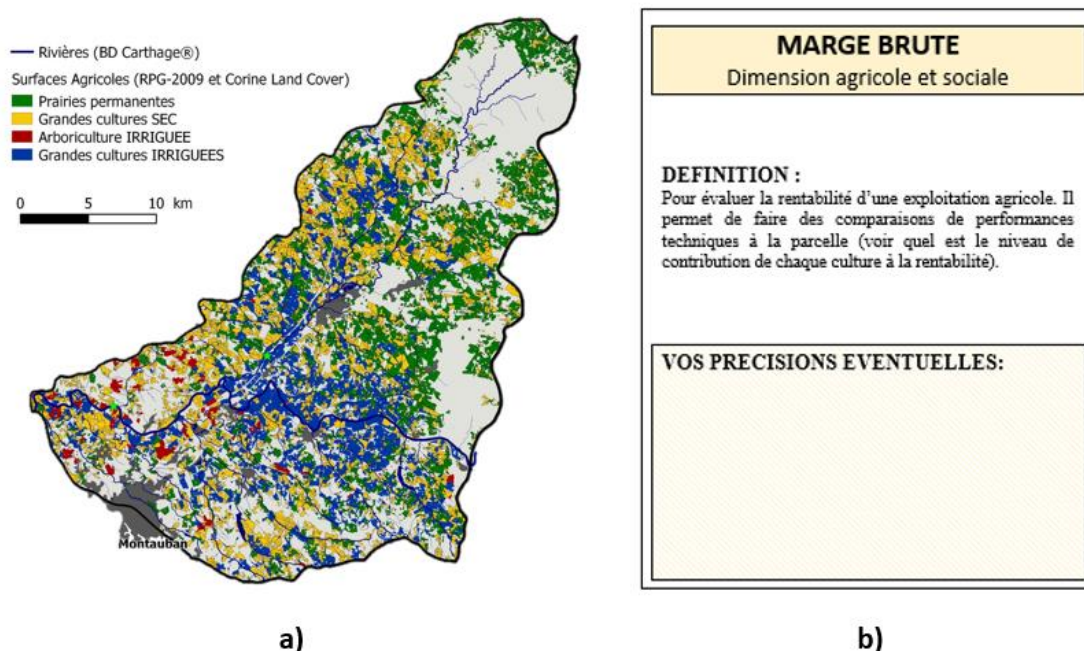 Rivières (BD Carthage®)
Surfaces Agricoles (RPG-2009 et Corine Land Cover)
Prairies permanentes
Grandes cultures SEC
Arboriculture IRRIGUEE
Grandes cultures IRRIGUEES
0 5 10 km
Montauban
a)
MARGE BRUTE
Dimension agricole et sociale
DEFINITION :
Pour évaluer la rentabilité d'une exploitation agricole. Il
permet de faire des comparaisons de performances
techniques à la parcelle (voir quel est le niveau de
contribution de chaque culture à la rentabilité).
VOS PRECISIONS EVENTUELLES:
b)